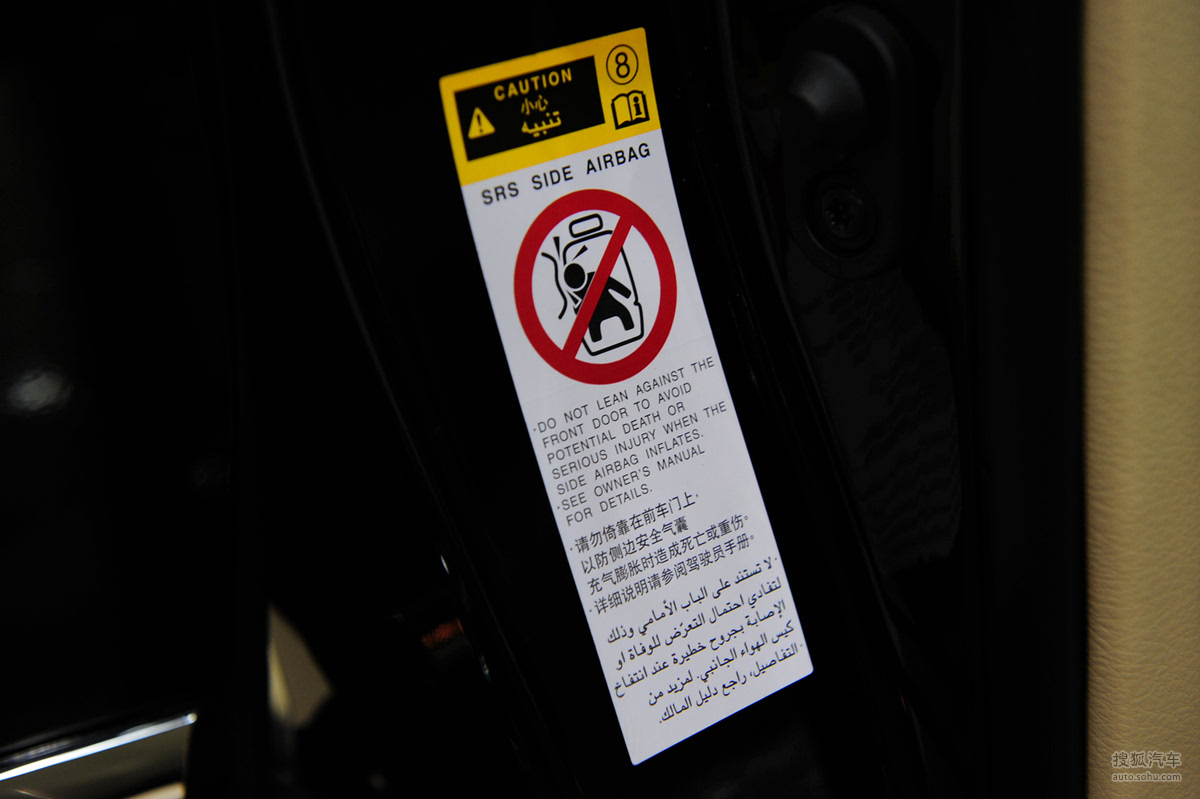 CAUTION
小心
تنبيه
8
SRS SIDE AIRBAG
·DO NOT LEAN AGAINST THE
FRONT DOOR TO AVOID
POTENTIAL DEATH OR
SERIOUS INJURY WHEN THE
SIDE AIRBAG INFLATES.
·SEE OWNER'S MANUAL
FOR DETAILS.
·请勿倚靠在前车门上，
以防侧边安全气囊
充气膨胀时造成死亡或重伤。
·详细说明请参阅驾驶员手册。
·لا تستند على الباب الأمامي وذلك
لتفادي احتمال التعرّض للوفاة او
الإصابة بجروح خطيرة عند انتفاخ
كيس الهواء الجانبي. لمزيد من
التفاصيل، راجع دليل المالك.
搜狐汽车
auto.sohu.com